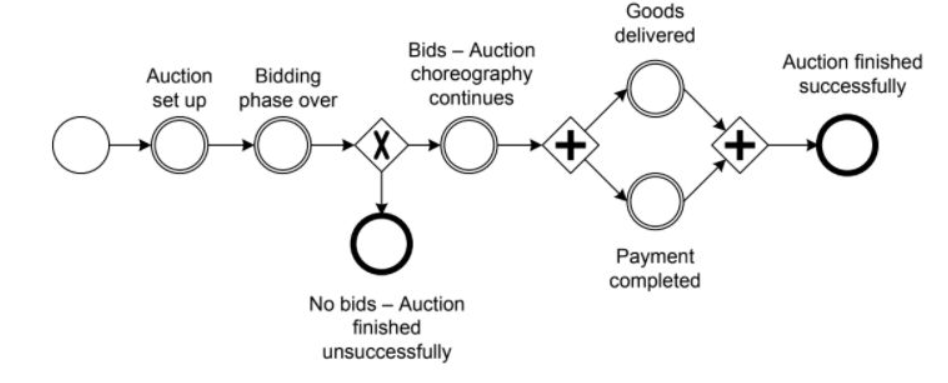 Auction
set up
Bidding
phase over
X
Bids – Auction
choreography
continues
No bids – Auction
finished
unsuccessfully
+
Goods
delivered
Payment
completed
+
Auction finished
successfully